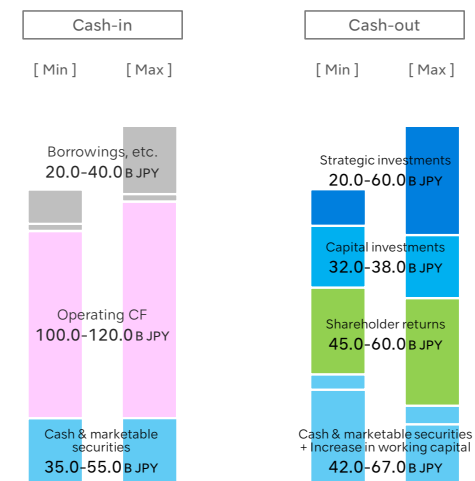 Cash-in
Cash-out
[ Min ]
[ Max ]
[ Min ]
[ Max ]
Borrowings, etc.
20.0-40.0 B JPY
Strategic investments
20.0-60.0 B JPY
Capital investments
32.0-38.0 B JPY
Operating CF
100.0-120.0 B JPY
Shareholder returns
45.0-60.0 B JPY
Cash & marketable
securities
35.0-55.0 B JPY
Cash & marketable securities
+ Increase in working capital
42.0-67.0 B JPY